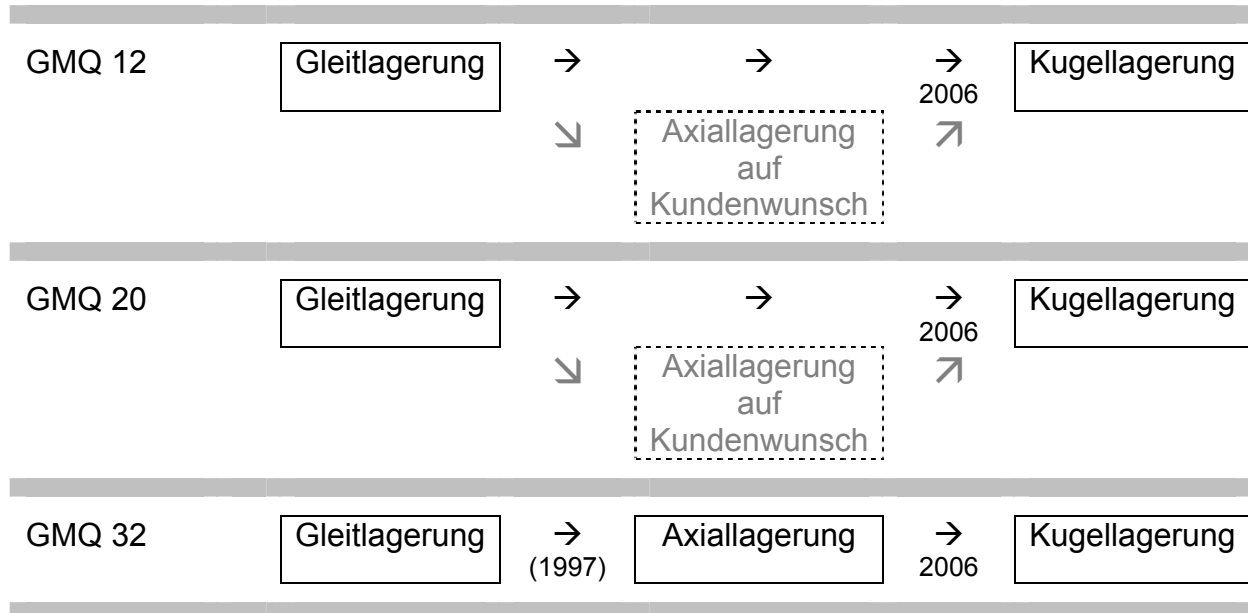 GMQ 12 Gleitlagerung → → → Kugellagerung
2006
↘ Axiallagerung ↗
auf
Kundenwunsch
GMQ 20 Gleitlagerung → → → Kugellagerung
2006
↘ Axiallagerung ↗
auf
Kundenwunsch
GMQ 32 Gleitlagerung → Axiallagerung → Kugellagerung
(1997) 2006